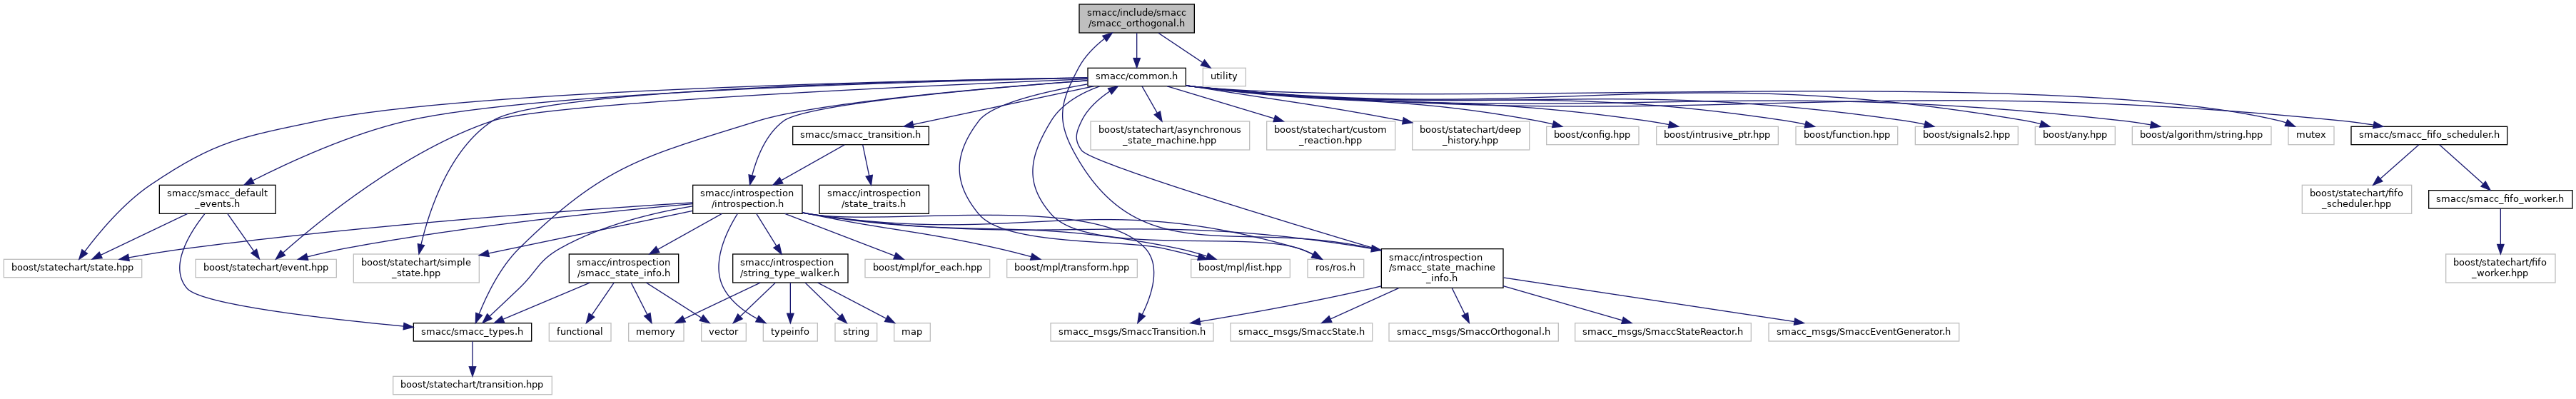 smacc/include/smacc
/smacc_orthogonal.h
smacc/common.h
utility
smacc/smacc_transition.h
boost/statechart/asynchronous
_state_machine.hpp
boost/statechart/custom
_reaction.hpp
boost/statechart/deep
_history.hpp
boost/config.hpp
boost/intrusive_ptr.hpp
boost/function.hpp
boost/signals2.hpp
boost/any.hpp
boost/algorithm/string.hpp
mutex
smacc/smacc_fifo_scheduler.h
smacc/smacc_default
_events.h
smacc/introspection
/introspection.h
smacc/introspection
/state_traits.h
boost/statechart/fifo
_scheduler.hpp
smacc/smacc_fifo_worker.h
boost/statechart/state.hpp
boost/statechart/event.hpp
boost/statechart/simple
_state.hpp
smacc/introspection
/smacc_state_info.h
smacc/introspection
/string_type_walker.h
boost/mpl/for_each.hpp
boost/mpl/transform.hpp
boost/mpl/list.hpp
ros/ros.h
smacc/introspection
/smacc_state_machine
_info.h
boost/statechart/fifo
_worker.hpp
smacc/smacc_types.h
functional
memory
vector
typeinfo
string
map
smacc_msgs/SmaccTransition.h
smacc_msgs/SmaccState.h
smacc_msgs/SmaccOrthogonal.h
smacc_msgs/SmaccStateReactor.h
smacc_msgs/SmaccEventGenerator.h
boost/statechart/transition.hpp